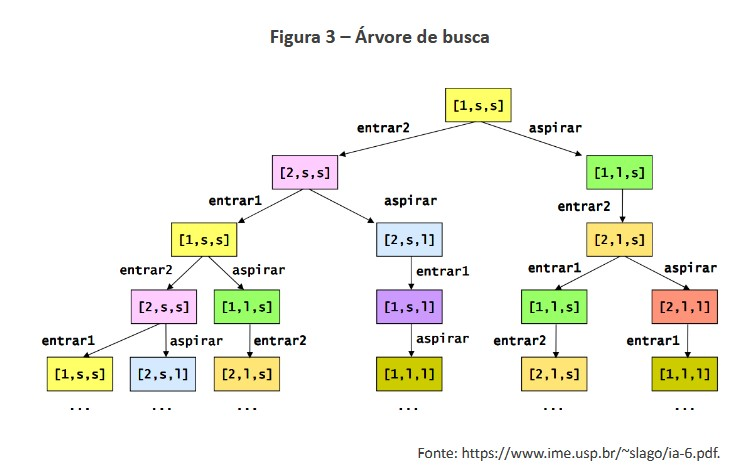 Figura 3 – Árvore de busca
[1,s,s]
entrar2 aspirar
[2,s,s] [1,l,s]
entrar1 aspirar entrar2
[1,s,s] [2,s,l] [2,l,s]
entrar2 aspirar entrar1 entrar1 aspirar
[2,s,s] [1,l,s] [1,s,l] [1,l,s] [2,l,l]
entrar1 aspirar entrar2 aspirar entrar2 entrar1
[1,s,s] [2,s,l] [2,l,s] [1,l,l] [2,l,s] [1,l,l]
... ... ... ... ... ...
Fonte: https://www.ime.usp.br/~slago/ia-6.pdf.